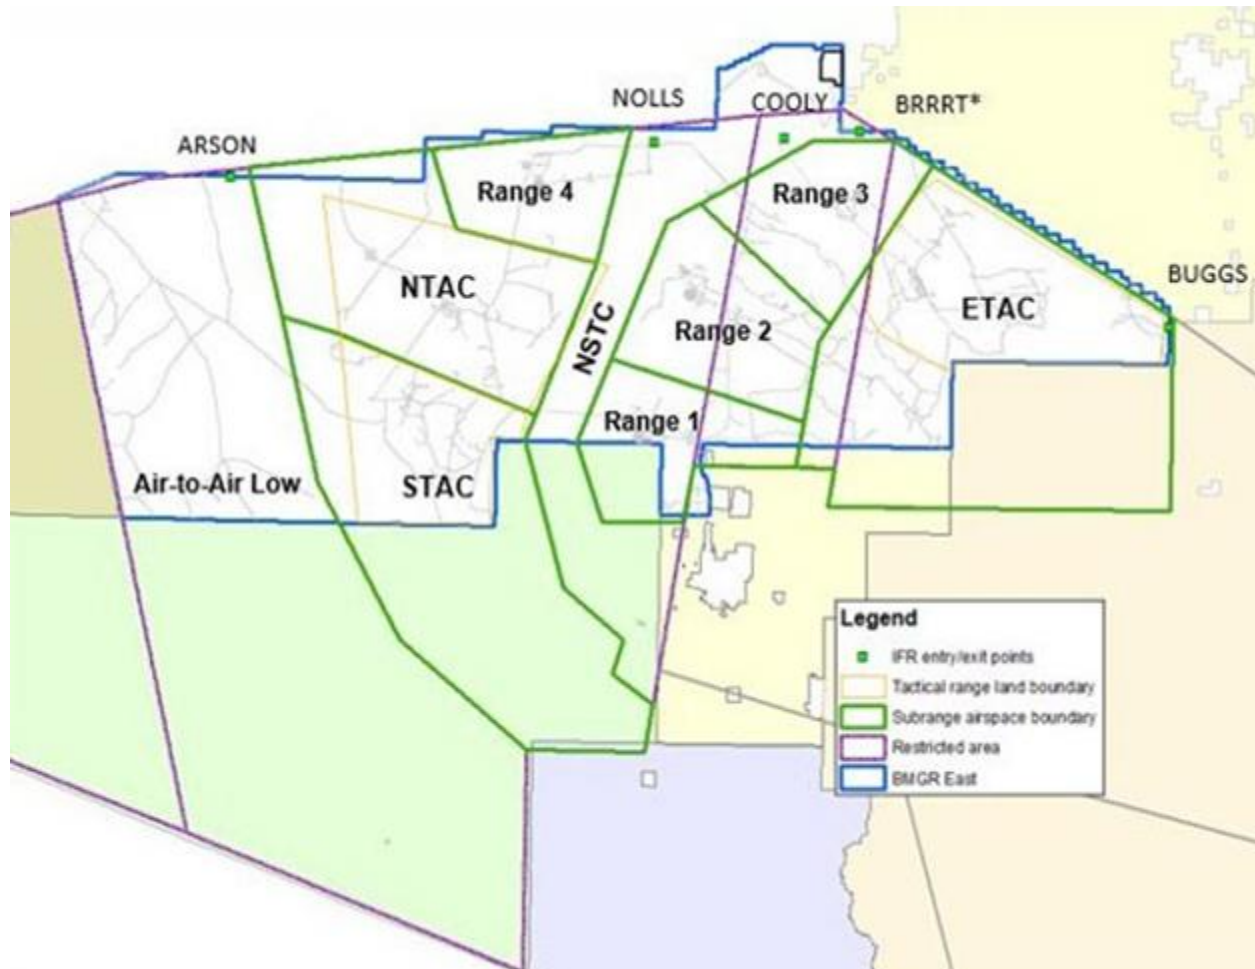 NOLLS
COOLY
BRRRT*
ARSON
Range 4
Range 3
BUGGS
NTAC
ETAC
NSTC
Range 2
Range 1
Air-to-Air Low
STAC
Legend
IFR entry/exit points
Tactical range land boundary
Subrange airspace boundary
Restricted area
BMGR East